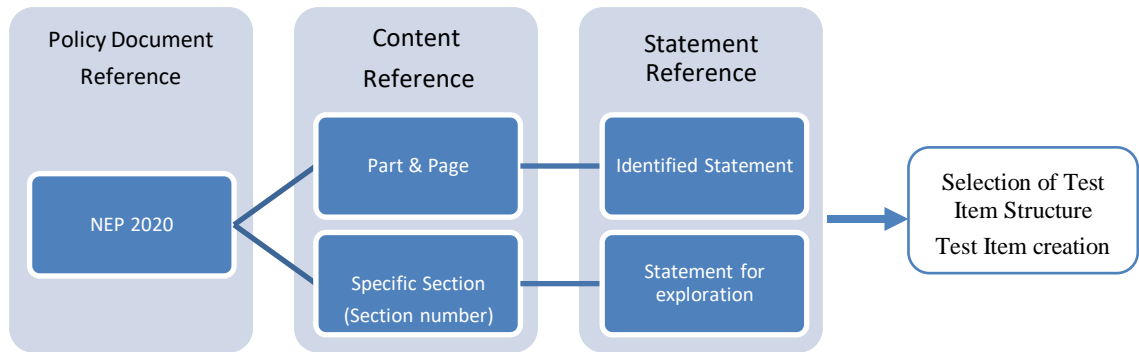 Policy Document
Reference
NEP 2020
Content
Reference
Part & Page
Specific Section
(Section number)
Statement
Reference
Identified Statement
Statement for
exploration
Selection of Test
Item Structure
Test Item creation